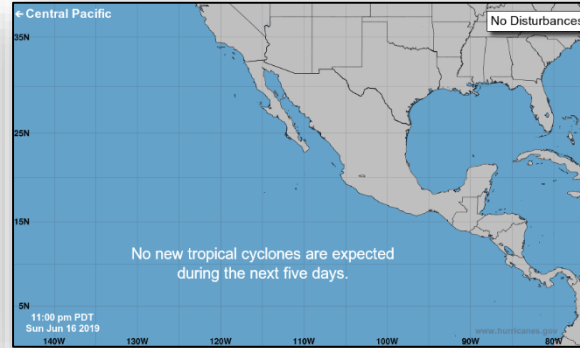 ← Central Pacific
No Disturbances
35N
25N
15N
5N
No new tropical cyclones are expected
during the next five days.
11:00 pm PDT
Sun Jun 16 2019
www.hurricanes.gov
140W 130W 120W 110W 100W 90W 80W